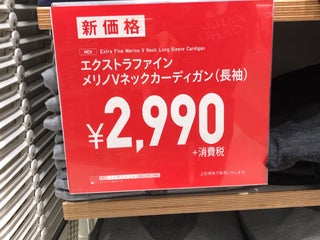 新価格
MEN Extra Fine Merino V Neck Long Sleeve Cardigan
エクストラファイン
メリノVネックカーディガン(長袖)
¥2,990
+消費税